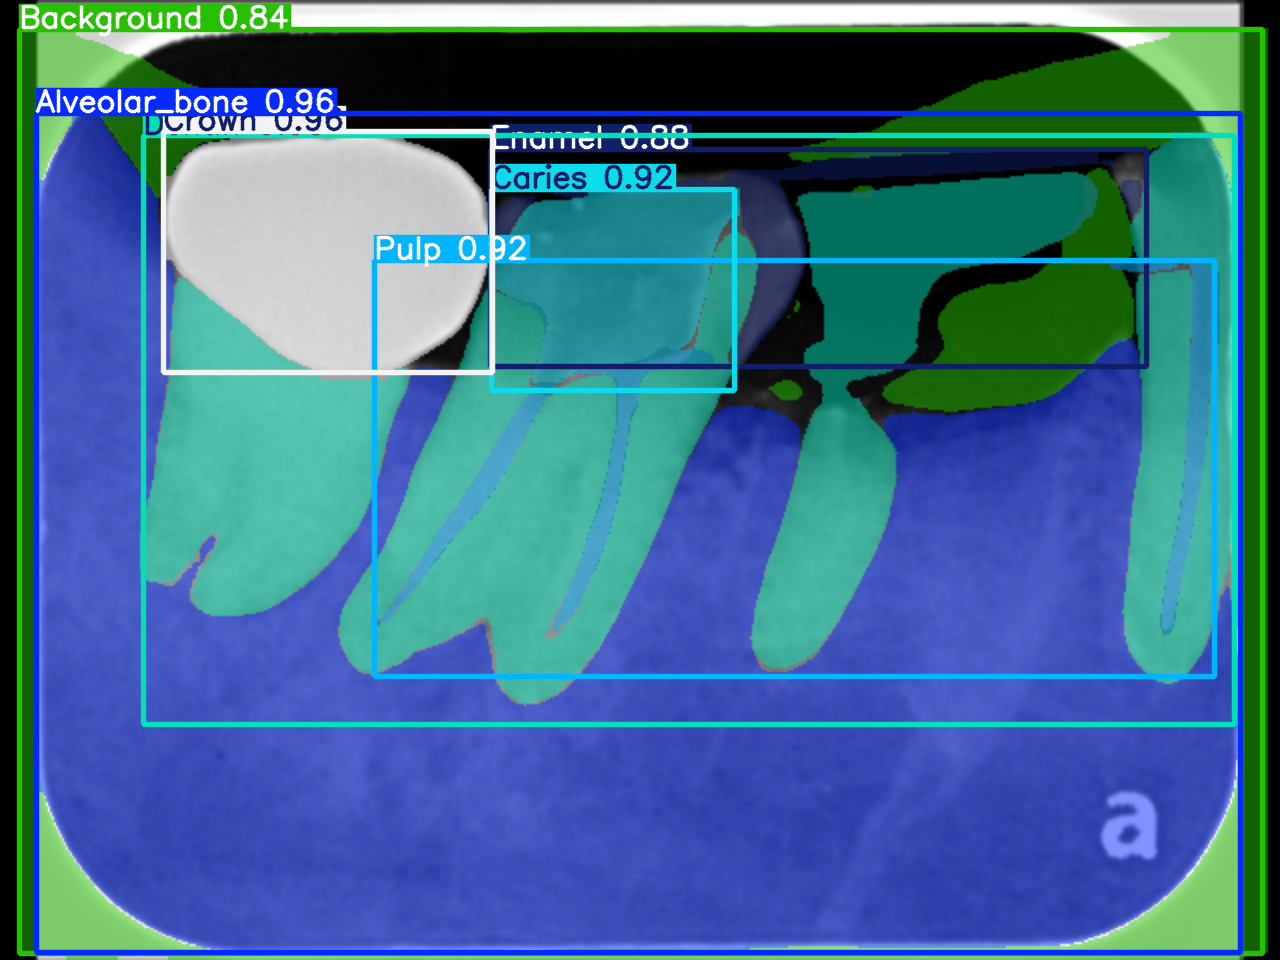 Background 0.84
Alveolar_bone 0.96
Crown 0.96
Enamel 0.88
Caries 0.92
Pulp 0.92
a